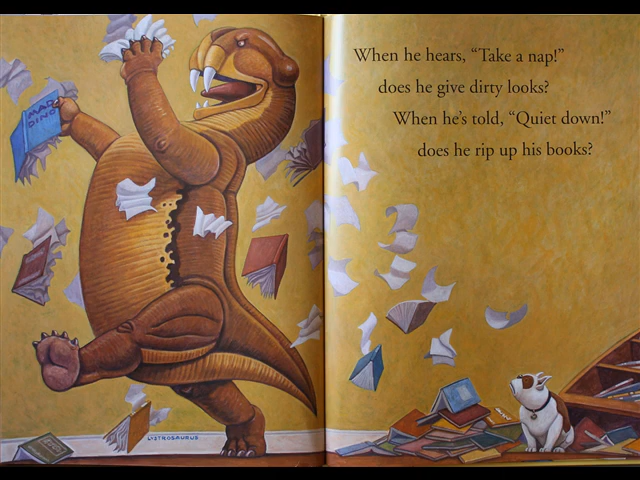 MAD
DINO
LISTROSAURUS
When he hears, “Take a nap!”
does he give dirty looks?
When he’s told, “Quiet down!”
does he rip up his books?